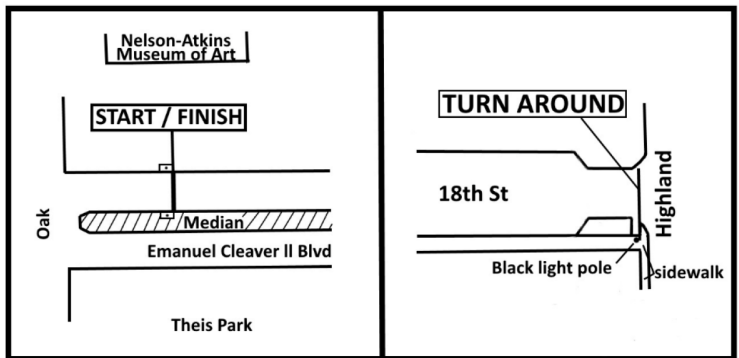 Nelson-Atkins
Museum of Art
START / FINISH
Oak
Median
Emanuel Cleaver ll Blvd
Theis Park
TURN AROUND
18th St
Highland
Black light pole
sidewalk